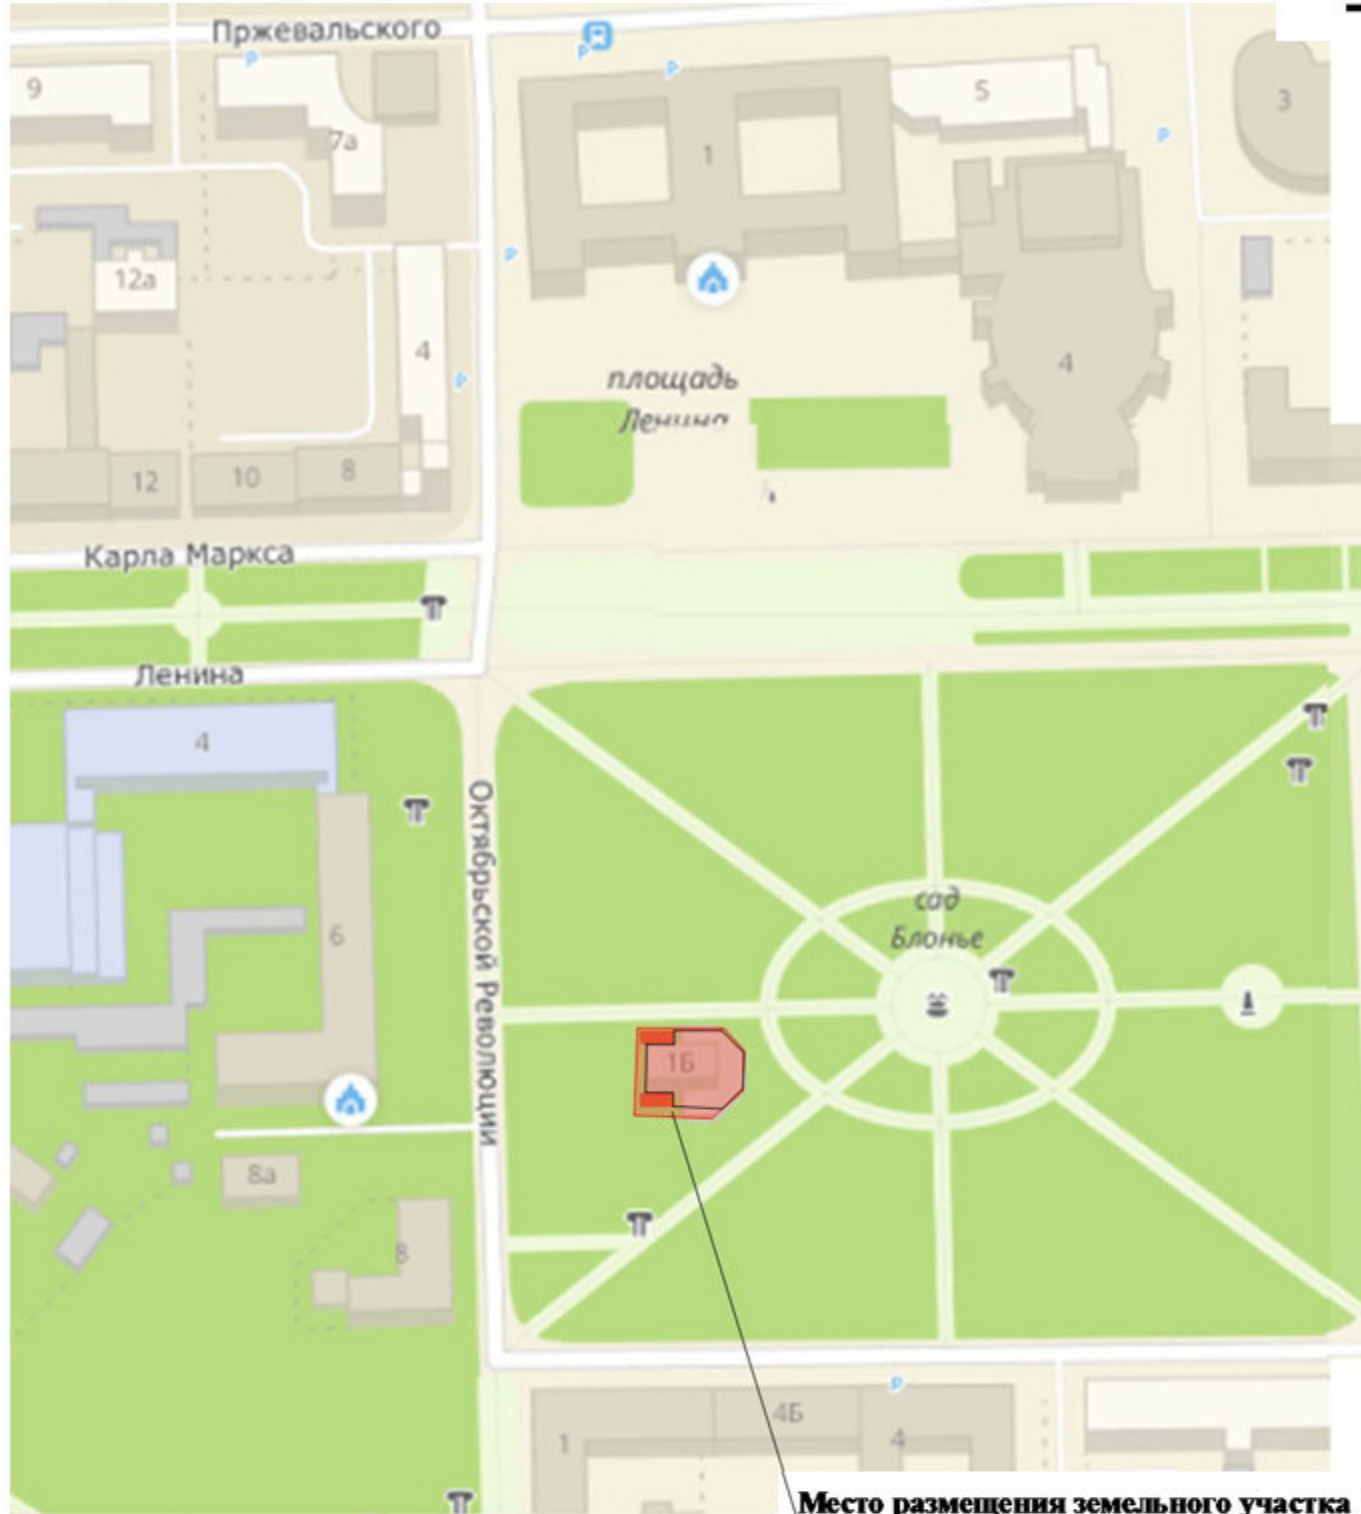 Пржевальского
9
7а
1
5
3
12а
4
площадь
Ленина
4
12
10
8
Карла Маркса
Ленина
4
Октябрьской Революции
6
сад
Блонье
1Б
8а
8
4Б
1
4
Место размещения земельного участка